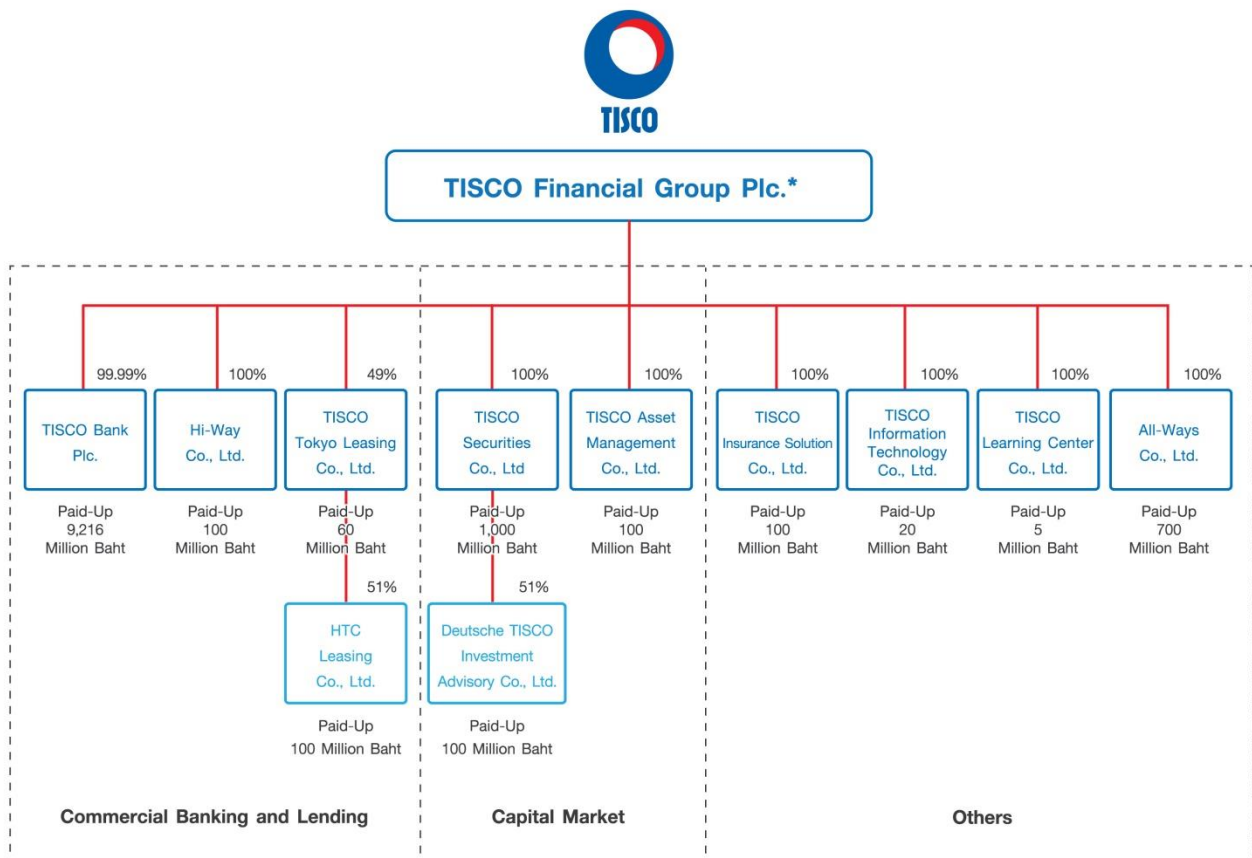 TISCO
TISCO Financial Group Plc.*
99.99%
TISCO Bank
Plc.
Paid-Up
9,216
Million Baht
100%
Hi-Way
Co., Ltd.
Paid-Up
100
Million Baht
49%
TISCO
Tokyo Leasing
Co., Ltd.
Paid-Up
60
Million Baht
51%
HTC
Leasing
Co., Ltd.
Paid-Up
100 Million Baht
Commercial Banking and Lending
100%
TISCO
Securities
Co., Ltd
Paid-Up
1,000
Million Baht
51%
Deutsche TISCO
Investment
Advisory Co., Ltd.
Paid-Up
100 Million Baht
100%
TISCO Asset
Management
Co., Ltd.
Paid-Up
100
Million Baht
Capital Market
100%
TISCO
Insurance Solution
Co., Ltd.
Paid-Up
100
Million Baht
100%
TISCO
Information
Technology
Co., Ltd.
Paid-Up
20
Million Baht
100%
TISCO
Learning Center
Co., Ltd.
Paid-Up
5
Million Baht
100%
All-Ways
Co., Ltd.
Paid-Up
700
Million Baht
Others